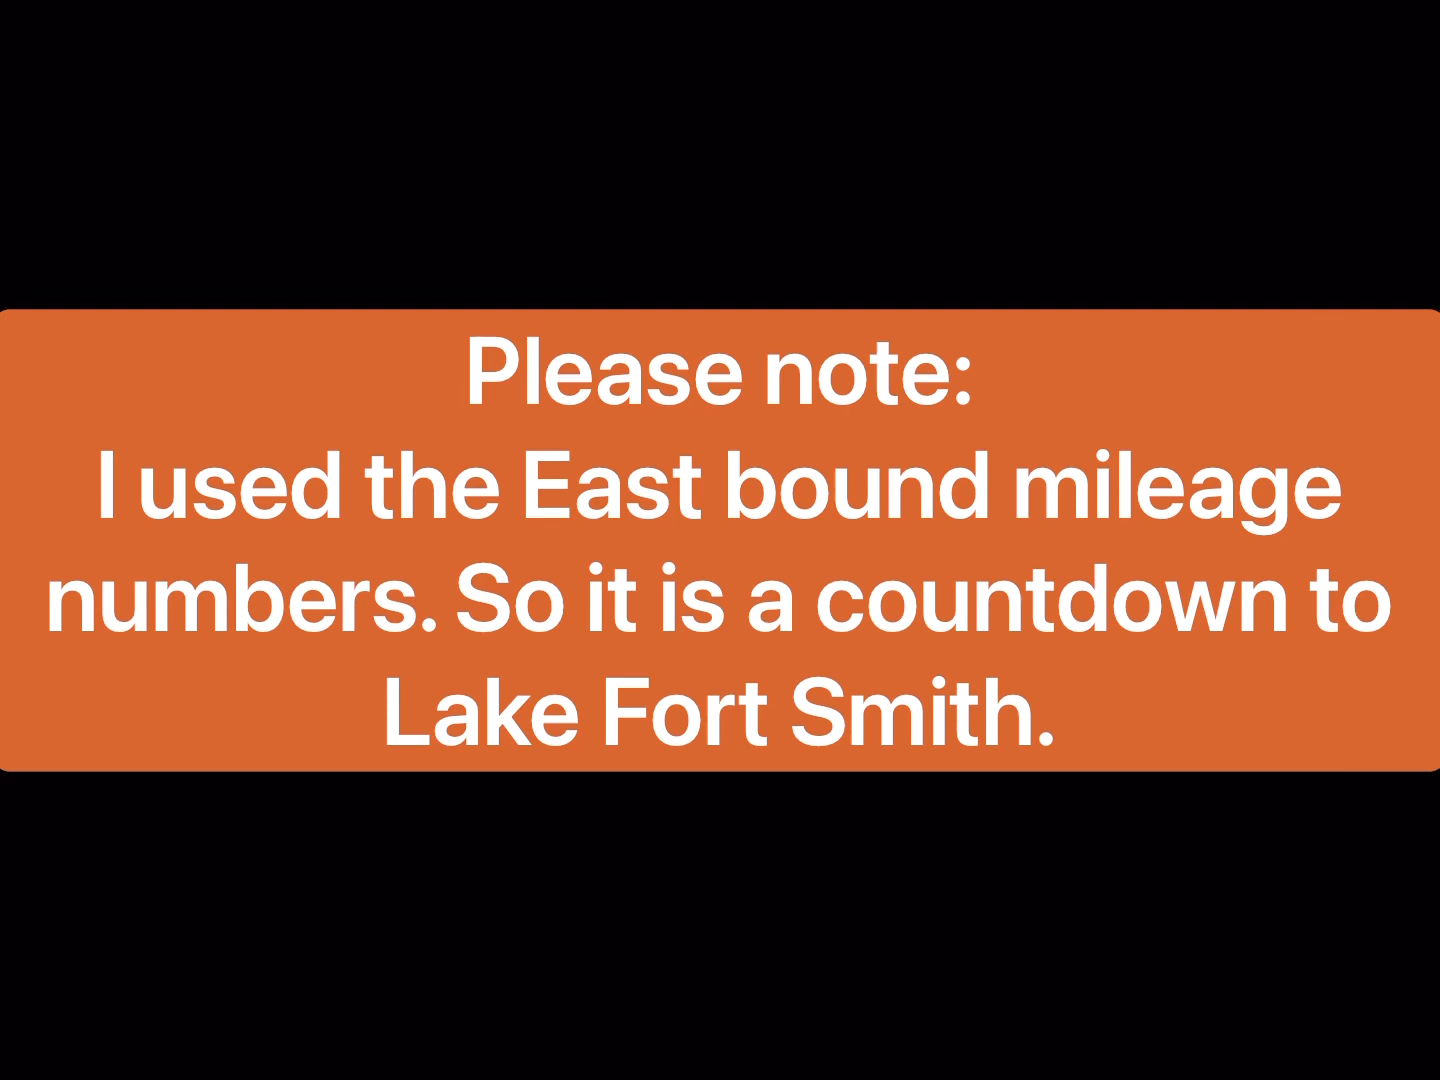 Please note:
I used the East bound mileage
numbers. So it is a countdown to
Lake Fort Smith.